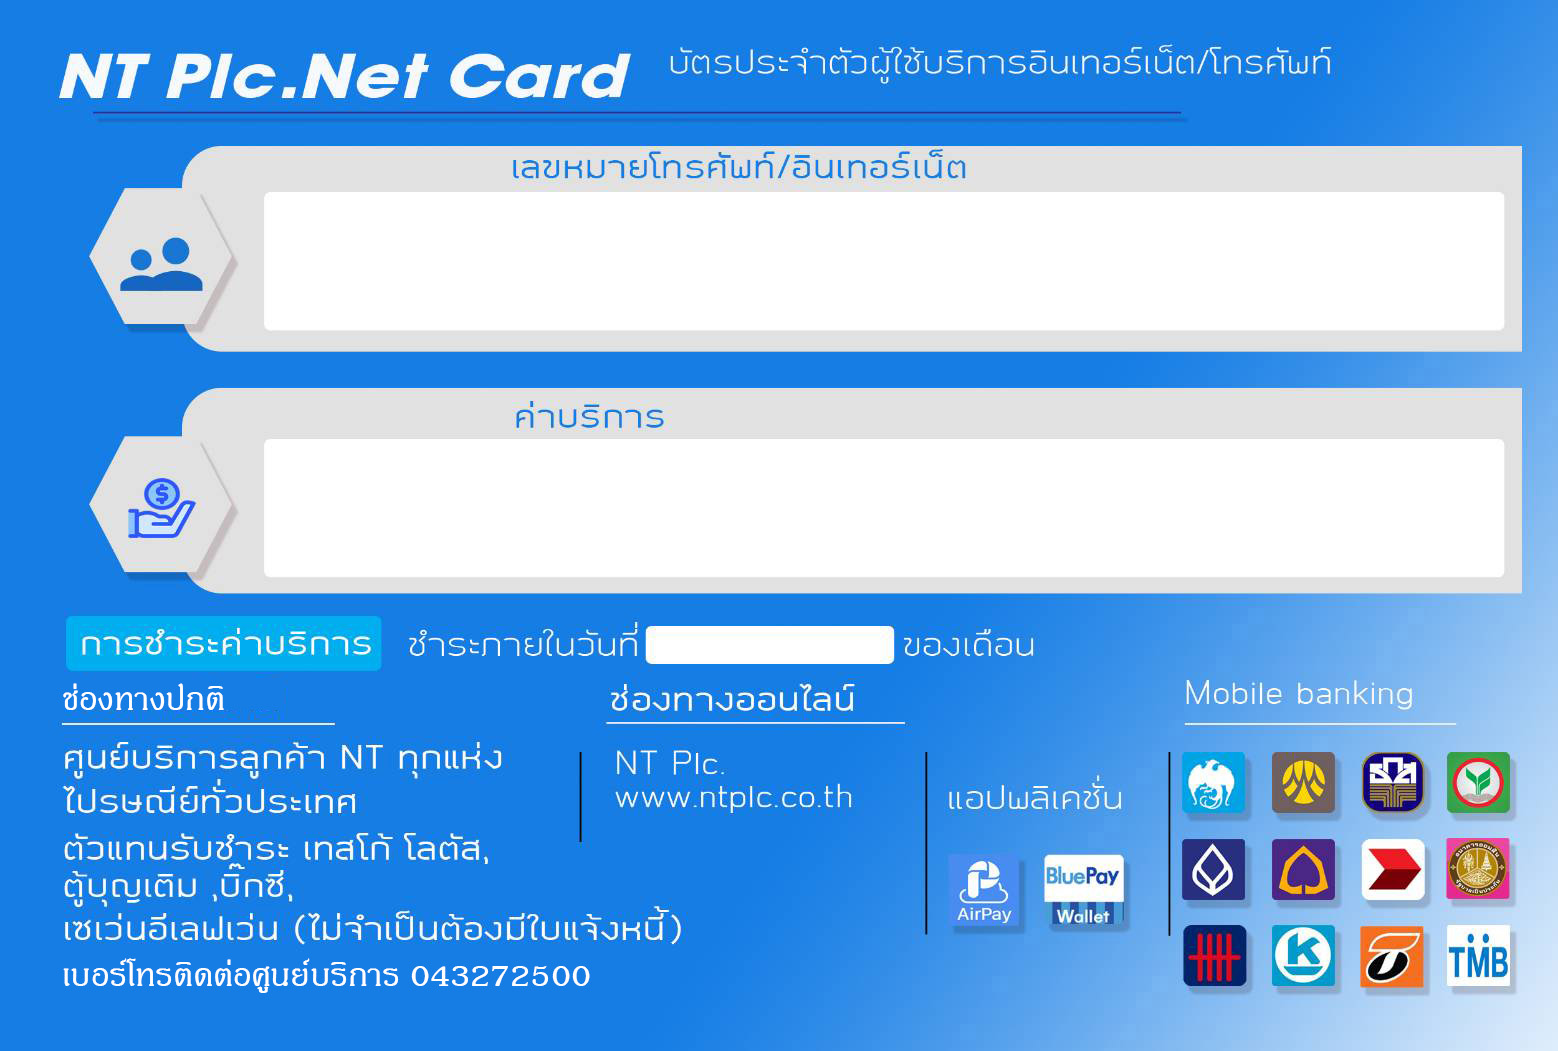 NT Plc.Net Card
บัตรประจำตัวผู้ใช้บริการอินเทอร์เน็ต/โทรศัพท์
เลขหมายโทรศัพท์/อินเทอร์เน็ต
ค่าบริการ
การชำระค่าบริการ
ชำระภายในวันที่
ของเดือน
ช่องทางปกติ
ศูนย์บริการลูกค้า NT ทุกแห่ง
ไปรษณีย์ทั่วประเทศ
ตัวแทนรับชำระ เทสโก้ โลตัส,
ตู้บุญเติม ,บิ๊กซี,
เซเว่นอีเลฟเว่น (ไม่จำเป็นต้องมีใบแจ้งหนี้)
เบอร์โทรติดต่อศูนย์บริการ 043272500
ช่องทางออนไลน์
NT Plc.
www.ntplc.co.th
แอปพลิเคชั่น
AirPay
BluePay
Wallet
Mobile banking
ธนาคารออมสิน
TMB